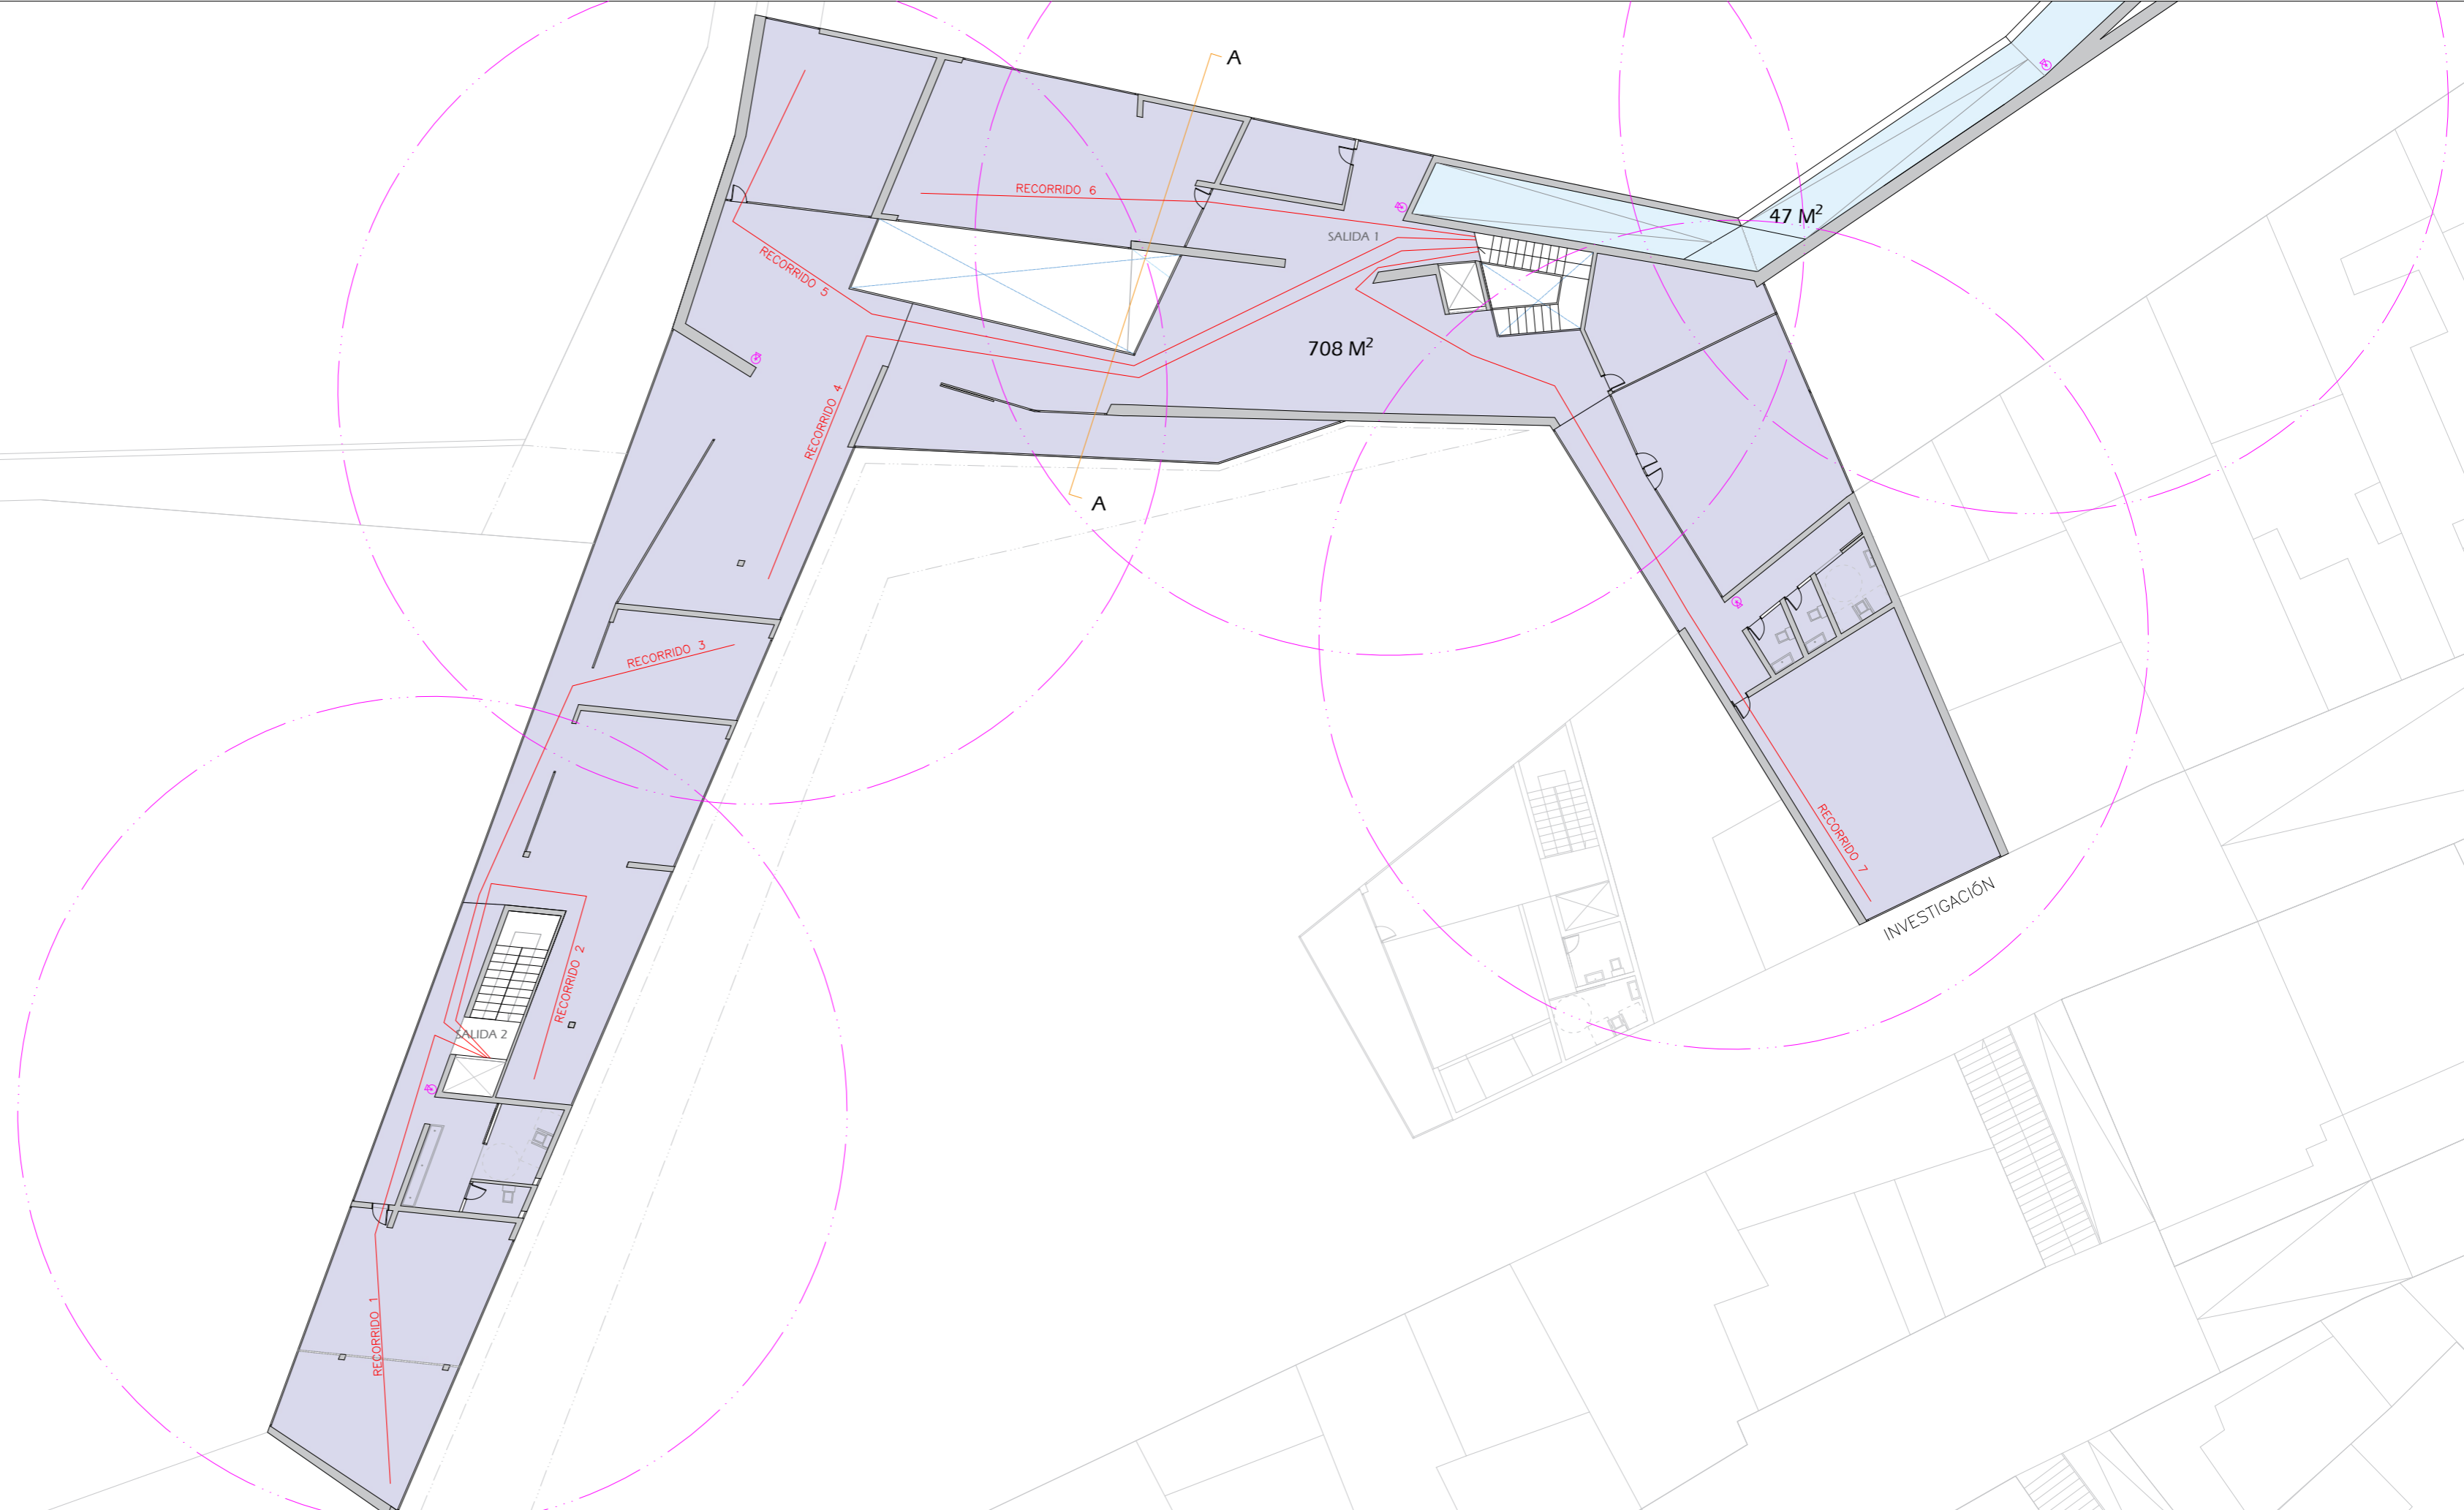 A
47 M²
RECORRIDO 6
SALIDA 1
RECORRIDO 5
708 M²
RECORRIDO 4
A
RECORRIDO 3
RECORRIDO 7
INVESTIGACIÓN
RECORRIDO 2
SALIDA 2
RECORRIDO 1